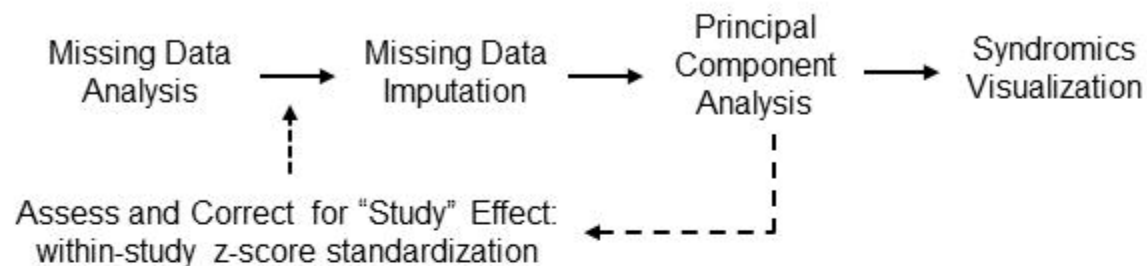 Missing Data
Analysis
Missing Data
Imputation
Principal
Component
Analysis
Syndromics
Visualization
Assess and Correct for “Study” Effect:
within-study z-score standardization